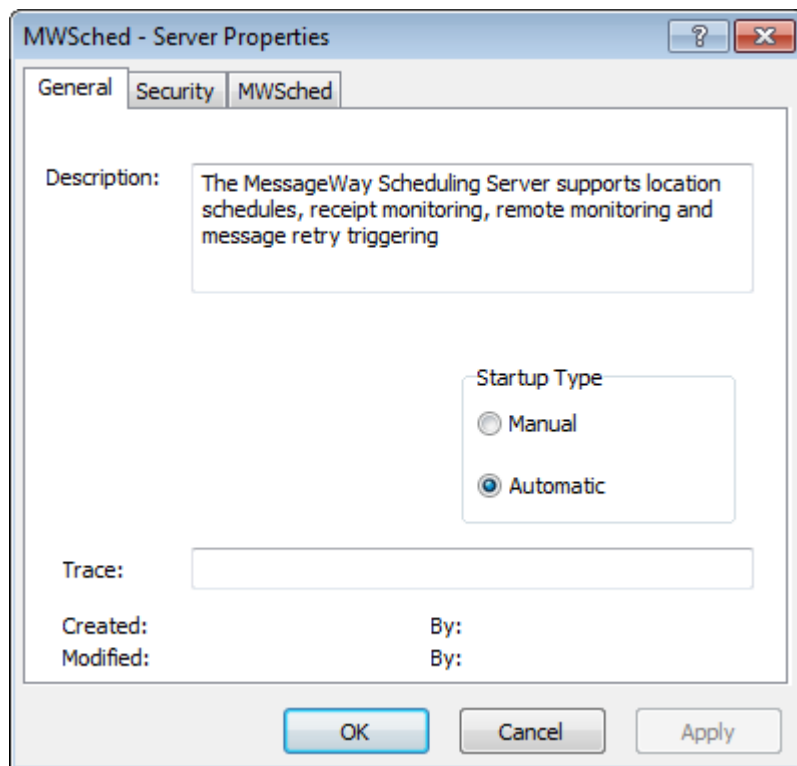 MWSched - Server Properties
General Security MWSched
Description: The MessageWay Scheduling Server supports location
schedules, receipt monitoring, remote monitoring and
message retry triggering
Startup Type
Manual
Automatic
Trace:
Created: By:
Modified: By:
OK Cancel Apply